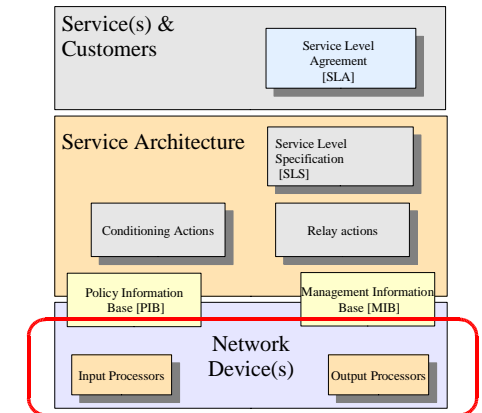 Service(s) &
Customers
Service Level
Agreement
[SLA]
Service Architecture
Service Level
Specification
[SLS]
Conditioning Actions
Relay actions
Policy Information
Base [PIB]
Management Information
Base [MIB]
Network
Device(s)
Input Processors
Output Processors